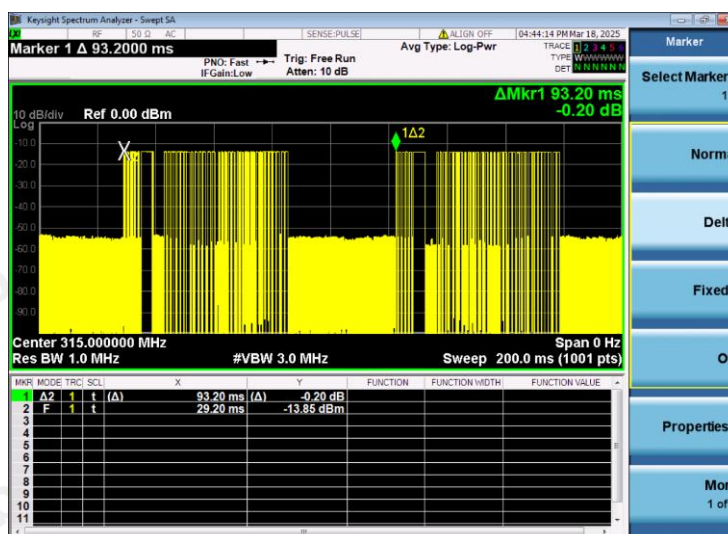 Keysight Spectrum Analyzer - Swept SA
LXI RF 50 Ω AC SENSE:PULSE ALIGN OFF 04:44:14 PM Mar 18, 2025
Marker 1 Δ 93.2000 ms
PNO: Fast Trig: Free Run Avg Type: Log-Pwr TRACE 1 2 3 4 5 6
IFGain:Low Atten: 10 dB TYPE WWWWWW
DET N N N N N N
ΔMkr1 93.20 ms
10 dB/div Ref 0.00 dBm -0.20 dB
Log
-10.0
-20.0
-30.0
-40.0
-50.0
-60.0
-80.0
-90.0
1Δ2
Center 315.000000 MHz Span 0 Hz
Res BW 1.0 MHz #VBW 3.0 MHz Sweep 200.0 ms (1001 pts)
MKR MODE TRC SCL X Y FUNCTION FUNCTION WIDTH FUNCTION VALUE
1 Δ2 1 t (Δ) 93.20 ms (Δ) -0.20 dB
2 F 1 t 29.20 ms -13.85 dBm
3
4
5
6
7
8
9
10
11
Marker
Select Marker
1
Norma
Delt
Fixed
O
Properties
Mor
1 of